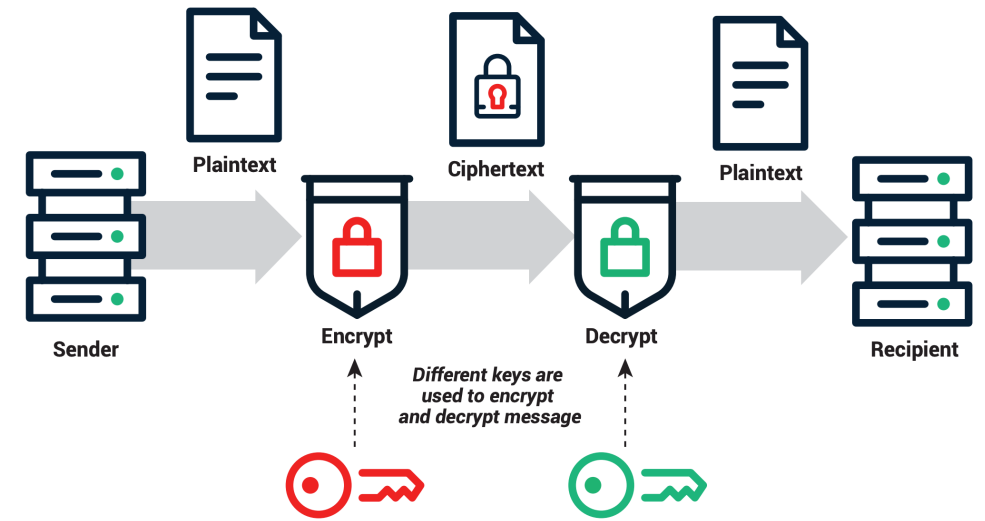 Plaintext
Ciphertext
Plaintext
Sender
Encrypt
Decrypt
Recipient
Different keys are
used to encrypt
and decrypt message